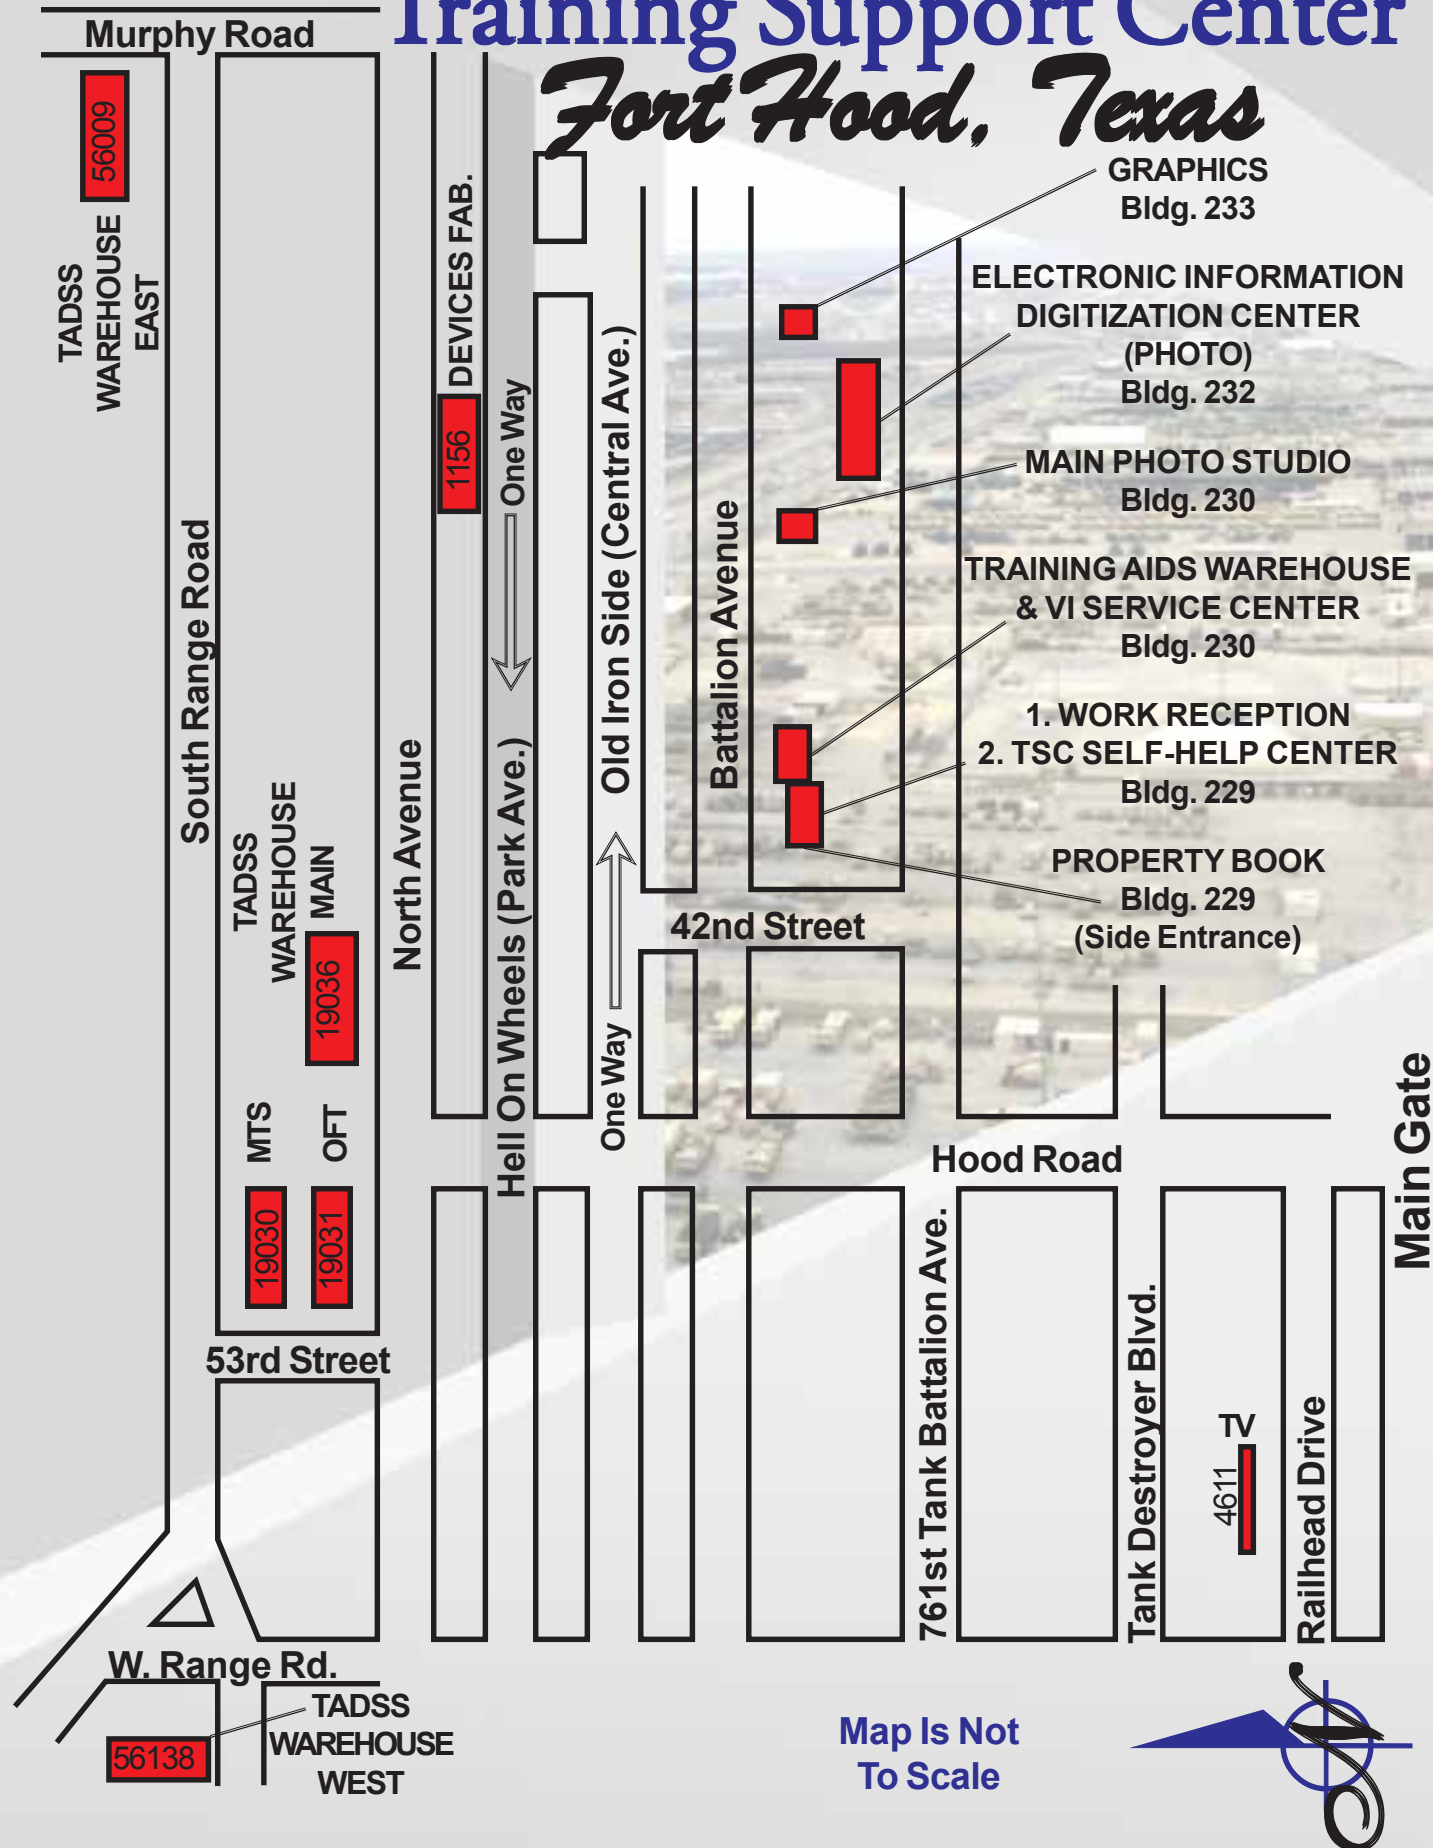 Training Support Center
Fort Hood, Texas
Murphy Road
56009
TADSS
WAREHOUSE
EAST
South Range Road
TADSS
WAREHOUSE
MAIN
19036
MTS
19030
OFT
19031
53rd Street
W. Range Rd.
56138
TADSS
WAREHOUSE
WEST
North Avenue
DEVICES FAB.
1156
One Way
Hell On Wheels (Park Ave.)
Old Iron Side (Central Ave.)
One Way
Battalion Avenue
42nd Street
GRAPHICS
Bldg. 233
ELECTRONIC INFORMATION
DIGITIZATION CENTER
(PHOTO)
Bldg. 232
MAIN PHOTO STUDIO
Bldg. 230
TRAINING AIDS WAREHOUSE
& VI SERVICE CENTER
Bldg. 230
1. WORK RECEPTION
2. TSC SELF-HELP CENTER
Bldg. 229
PROPERTY BOOK
Bldg. 229
(Side Entrance)
Hood Road
Main Gate
761st Tank Battalion Ave.
Tank Destroyer Blvd.
TV
4611
Railhead Drive
Map Is Not
To Scale